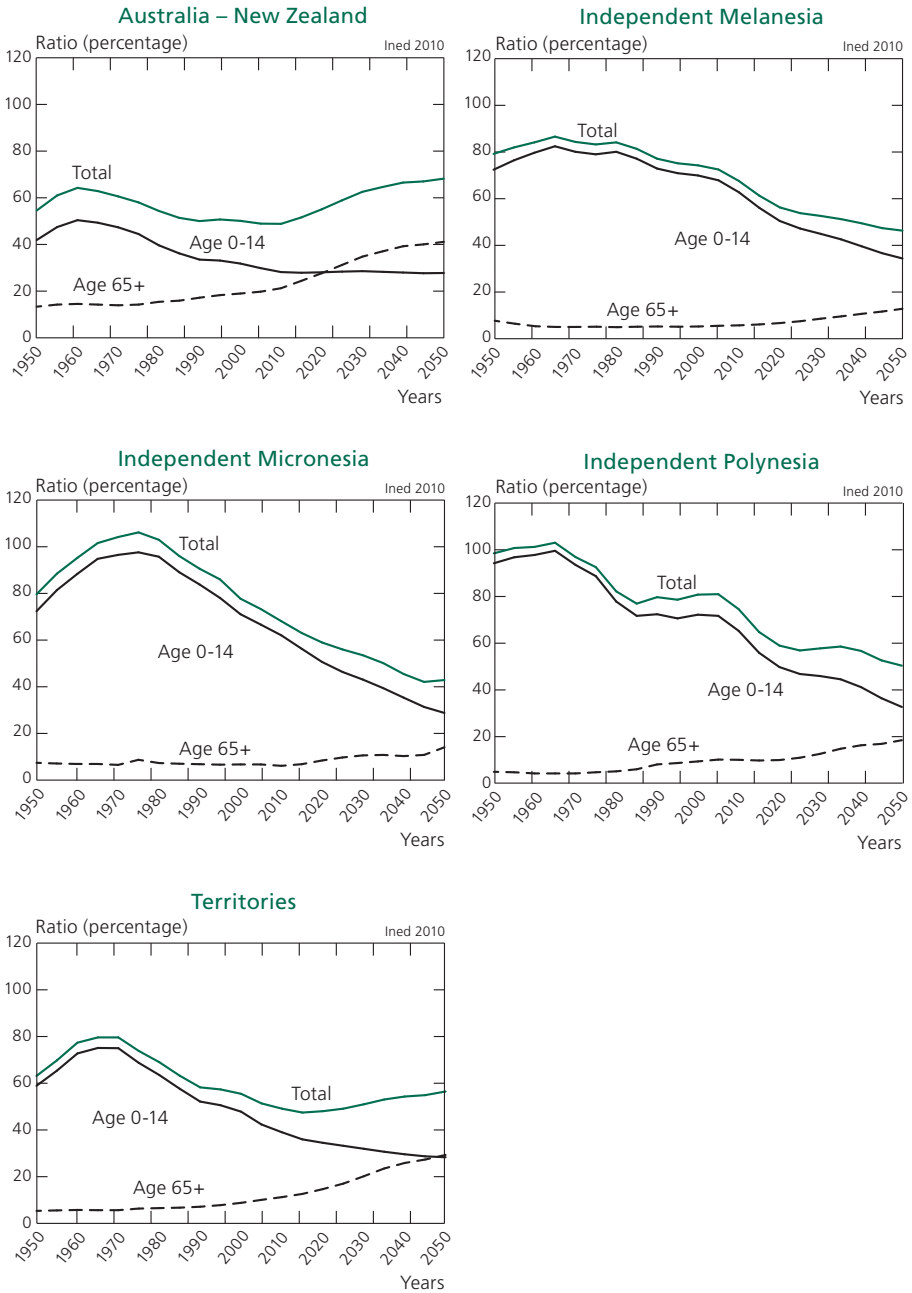 Australia – New Zealand
Ratio (percentage)
Ined 2010
120
100
80
60
40
20
0
Total
Age 0-14
Age 65+
1950
1960
1970
1980
1990
2000
2010
2020
2030
2040
2050
Years
Independent Melanesia
Ratio (percentage)
Ined 2010
120
100
80
60
40
20
0
Total
Age 0-14
Age 65+
1950
1960
1970
1980
1990
2000
2010
2020
2030
2040
2050
Years
Independent Micronesia
Ratio (percentage)
Ined 2010
120
100
80
60
40
20
0
Total
Age 0-14
Age 65+
1950
1960
1970
1980
1990
2000
2010
2020
2030
2040
2050
Years
Independent Polynesia
Ratio (percentage)
Ined 2010
120
100
80
60
40
20
0
Total
Age 0-14
Age 65+
1950
1960
1970
1980
1990
2000
2010
2020
2030
2040
2050
Years
Territories
Ratio (percentage)
Ined 2010
120
100
80
60
40
20
0
Total
Age 0-14
Age 65+
1950
1960
1970
1980
1990
2000
2010
2020
2030
2040
2050
Years